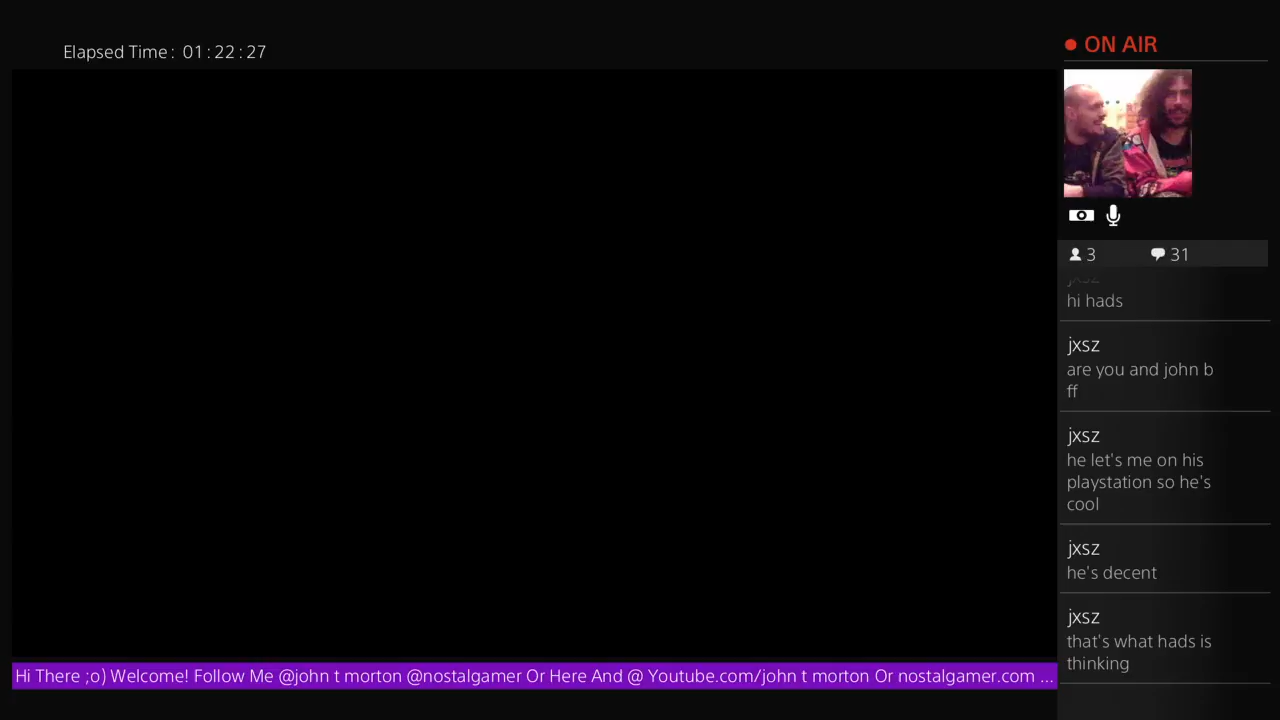 Elapsed Time: 01:22:27
ON AIR
3
31
jxsz
hi hads
jxsz
are you and john b
ff
jxsz
he let's me on his
playstation so he's
cool
jxsz
he's decent
jxsz
that's what hads is
thinking
Hi There ;o) Welcome! Follow Me @john t morton @nostalgamer Or Here And @ Youtube.com/john t morton Or nostalgamer.com ...